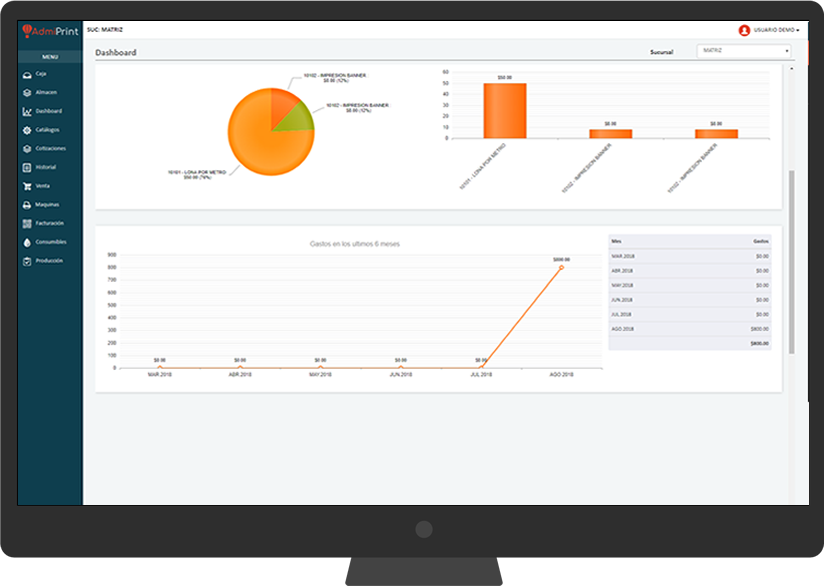 AdmiPrint
SUC: MATRIZ
USUARIO DEMO
MENU
Caja
Almacen
Dashboard
Catálogos
Cotizaciones
Historial
Venta
Maquinas
Facturación
Consumibles
Producción
Dashboard
Sucursal
MATRIZ
10102 - IMPRESION BANNER
$8.00 (12%)
10102 - IMPRESION BANNER
$8.00 (12%)
10101 - LONA POR METRO
$50.00 (76%)
60
50
40
30
20
10
0
$50.00
$8.00
$8.00
10101 - LONA POR METRO
10102 - IMPRESION BANNER
10102 - IMPRESION BANNER
Gastos en los ultimos 6 meses
900
800
700
600
500
400
300
200
100
0
$0.00
$0.00
$0.00
$0.00
$0.00
$800.00
MAR.2018
ABR.2018
MAY.2018
JUN.2018
JUL.2018
AGO.2018
Mes Gastos
MAR.2018 $0.00
ABR.2018 $0.00
MAY.2018 $0.00
JUN.2018 $0.00
JUL.2018 $0.00
AGO.2018 $800.00
$800.00